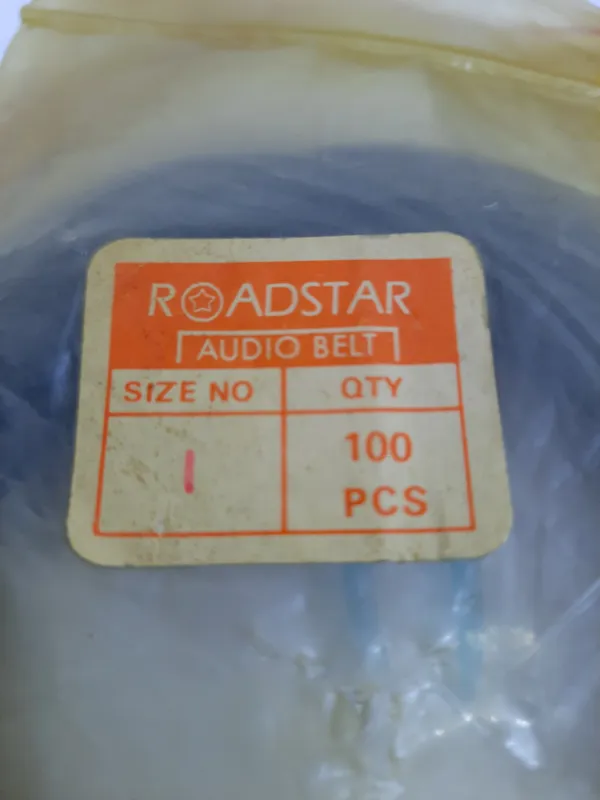 ROADSTAR
AUDIO BELT
SIZE NO QTY
1 100
PCS